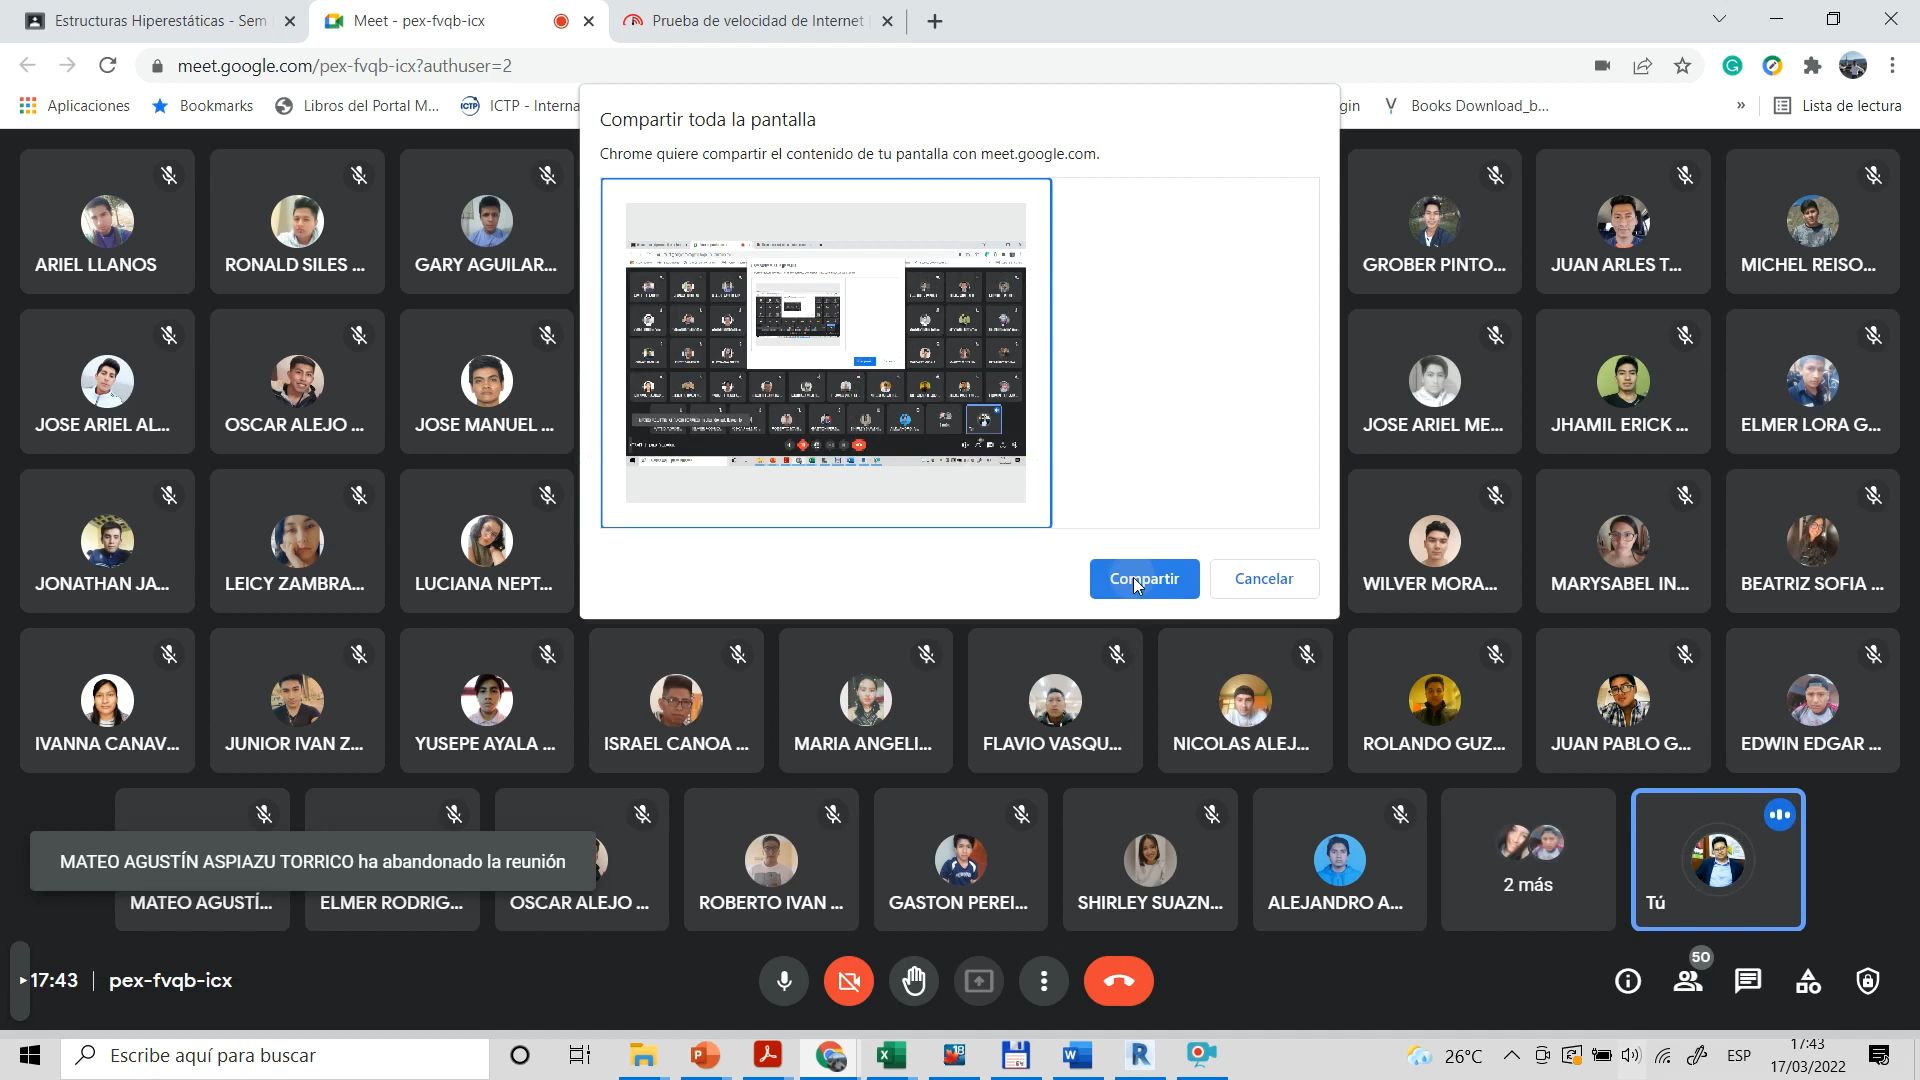 Estructuras Hiperestáticas - Sem
Meet - pex-fvqb-icx
Prueba de velocidad de Internet
meet.google.com/pex-fvqb-icx?authuser=2
Aplicaciones
Bookmarks
Libros del Portal M...
ICTP - Interna
gin
Books Download_b...
»
Lista de lectura
Compartir toda la pantalla
Chrome quiere compartir el contenido de tu pantalla con meet.google.com.
Compartir
Cancelar
ARIEL LLANOS
RONALD SILES ...
GARY AGUILAR...
GROBER PINTO...
JUAN ARLES T...
MICHEL REISO...
JOSE ARIEL AL...
OSCAR ALEJO ...
JOSE MANUEL ...
JOSE ARIEL ME...
JHAMIL ERICK ...
ELMER LORA G...
JONATHAN JA...
LEICY ZAMBRA...
LUCIANA NEPT...
WILVER MORA...
MARYSABEL IN...
BEATRIZ SOFIA ...
IVANNA CANAV...
JUNIOR IVAN Z...
YUSEPE AYALA ...
ISRAEL CANOA ...
MARIA ANGELI...
FLAVIO VASQU...
NICOLAS ALEJ...
ROLANDO GUZ...
JUAN PABLO G...
EDWIN EDGAR ...
MATEO AGUSTÍN ASPIAZU TORRICO ha abandonado la reunión
MATEO AGUSTÍ...
ELMER RODRIG...
OSCAR ALEJO ...
ROBERTO IVAN ...
GASTON PEREI...
SHIRLEY SUAZN...
ALEJANDRO A...
2 más
Tú
17:43 | pex-fvqb-icx
50
Escribe aquí para buscar
26°C
ESP
17:43
17/03/2022